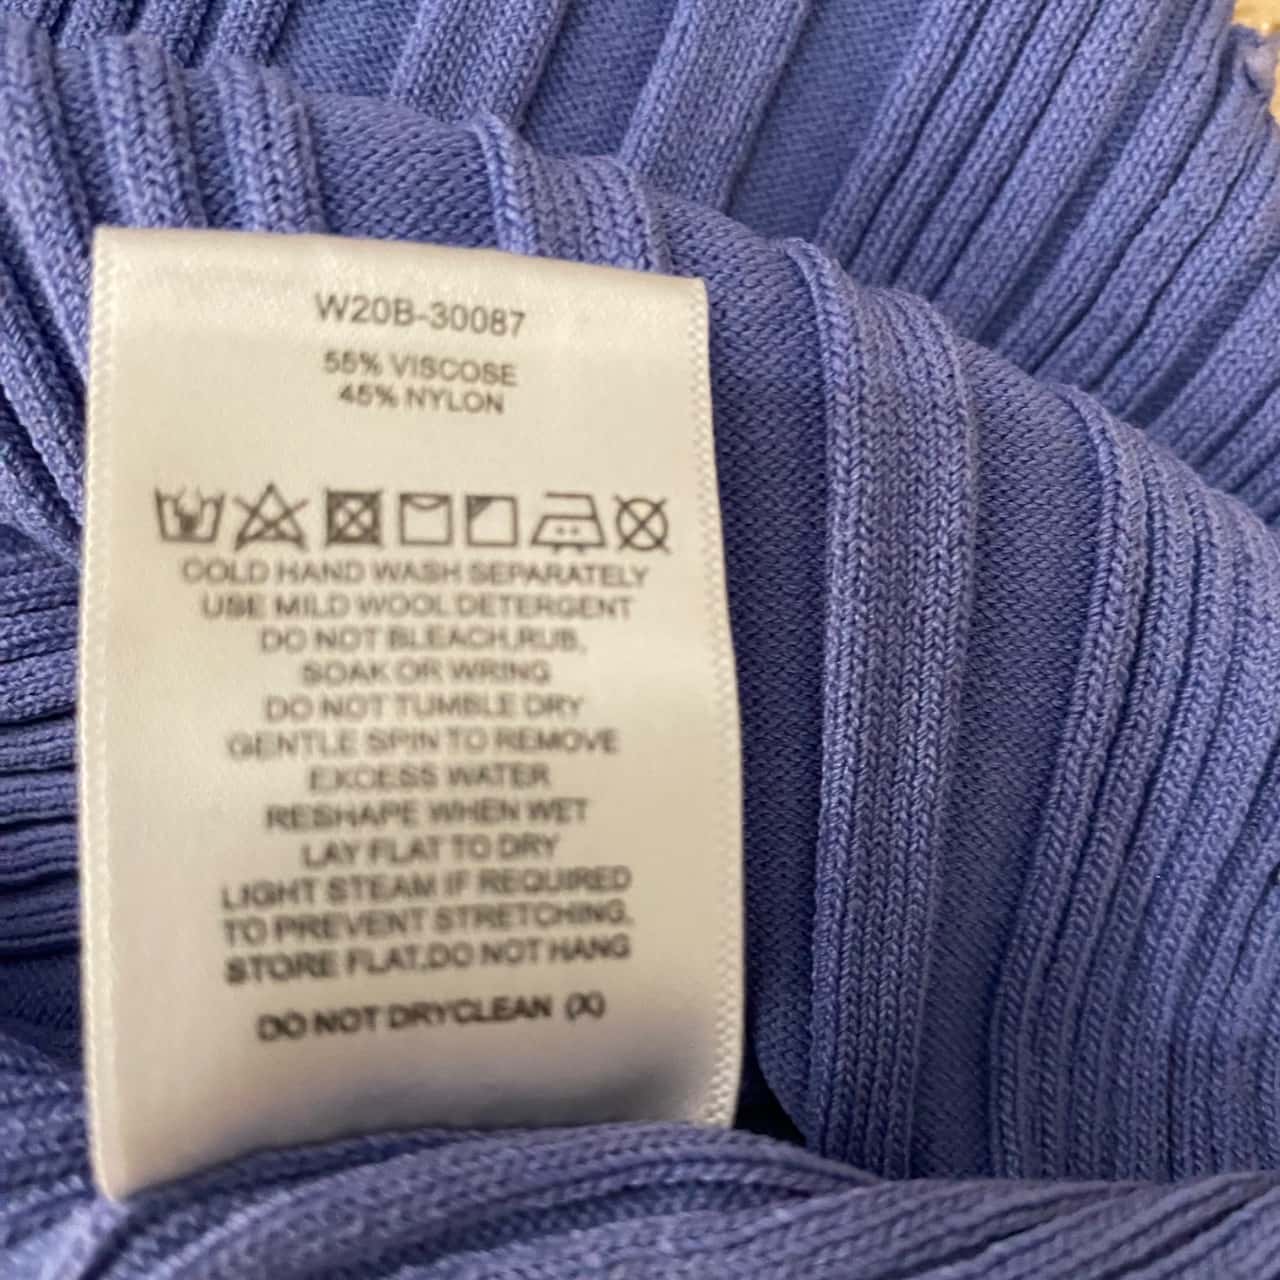 W20B-30087
55% VISCOSE
45% NYLON
COLD HAND WASH SEPARATELY
USE MILD WOOL DETERGENT
DO NOT BLEACH,RUB,
SOAK OR WRING
DO NOT TUMBLE DRY
GENTLE SPIN TO REMOVE
EXCESS WATER
RESHAPE WHEN WET
LAY FLAT TO DRY
LIGHT STEAM IF REQUIRED
TO PREVENT STRETCHING,
STORE FLAT,DO NOT HANG
DO NOT DRYCLEAN (X)